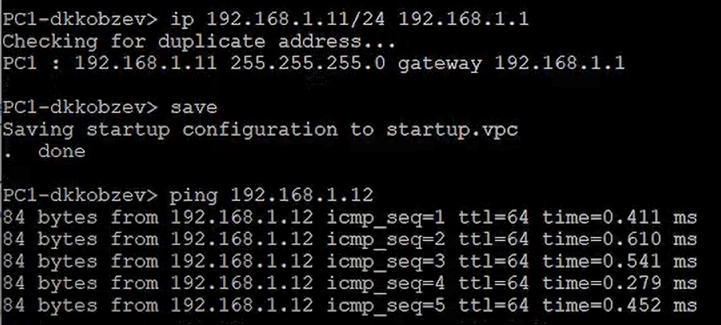 PC1-dkkobzev> ip 192.168.1.11/24 192.168.1.1
Checking for duplicate address...
PC1 : 192.168.1.11 255.255.255.0 gateway 192.168.1.1
PC1-dkkobzev> save
Saving startup configuration to startup.vpc
.  done
PC1-dkkobzev> ping 192.168.1.12
84 bytes from 192.168.1.12 icmp_seq=1 ttl=64 time=0.411 ms
84 bytes from 192.168.1.12 icmp_seq=2 ttl=64 time=0.610 ms
84 bytes from 192.168.1.12 icmp_seq=3 ttl=64 time=0.541 ms
84 bytes from 192.168.1.12 icmp_seq=4 ttl=64 time=0.279 ms
84 bytes from 192.168.1.12 icmp_seq=5 ttl=64 time=0.452 ms